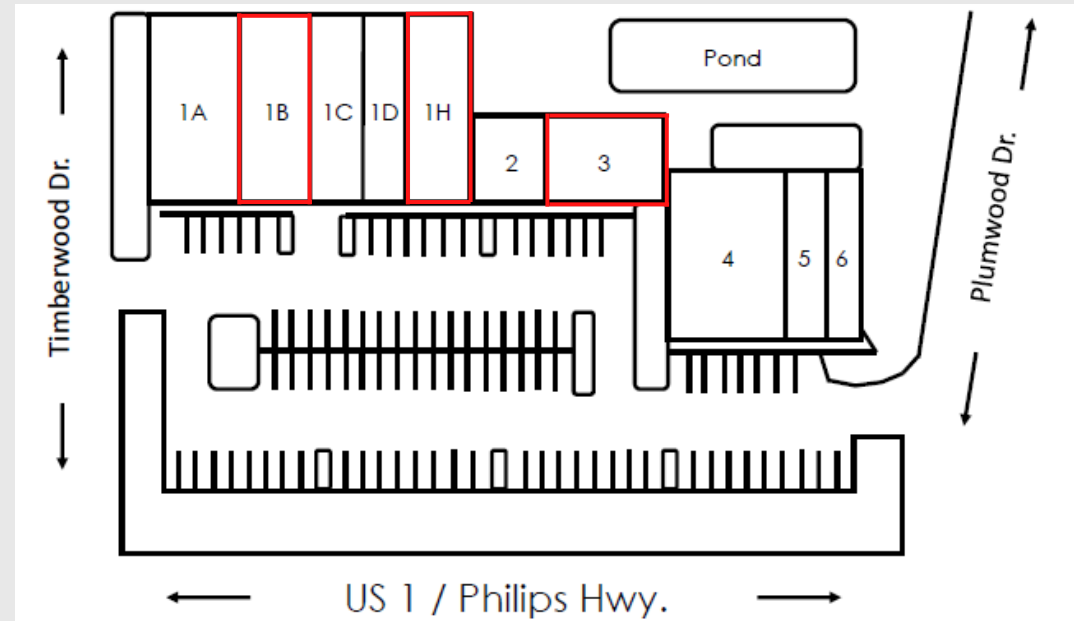 Pond
1A
1B
1C
1D
1H
2
3
4
5
6
Timberwood Dr.
Plumwood Dr.
US 1 / Philips Hwy.